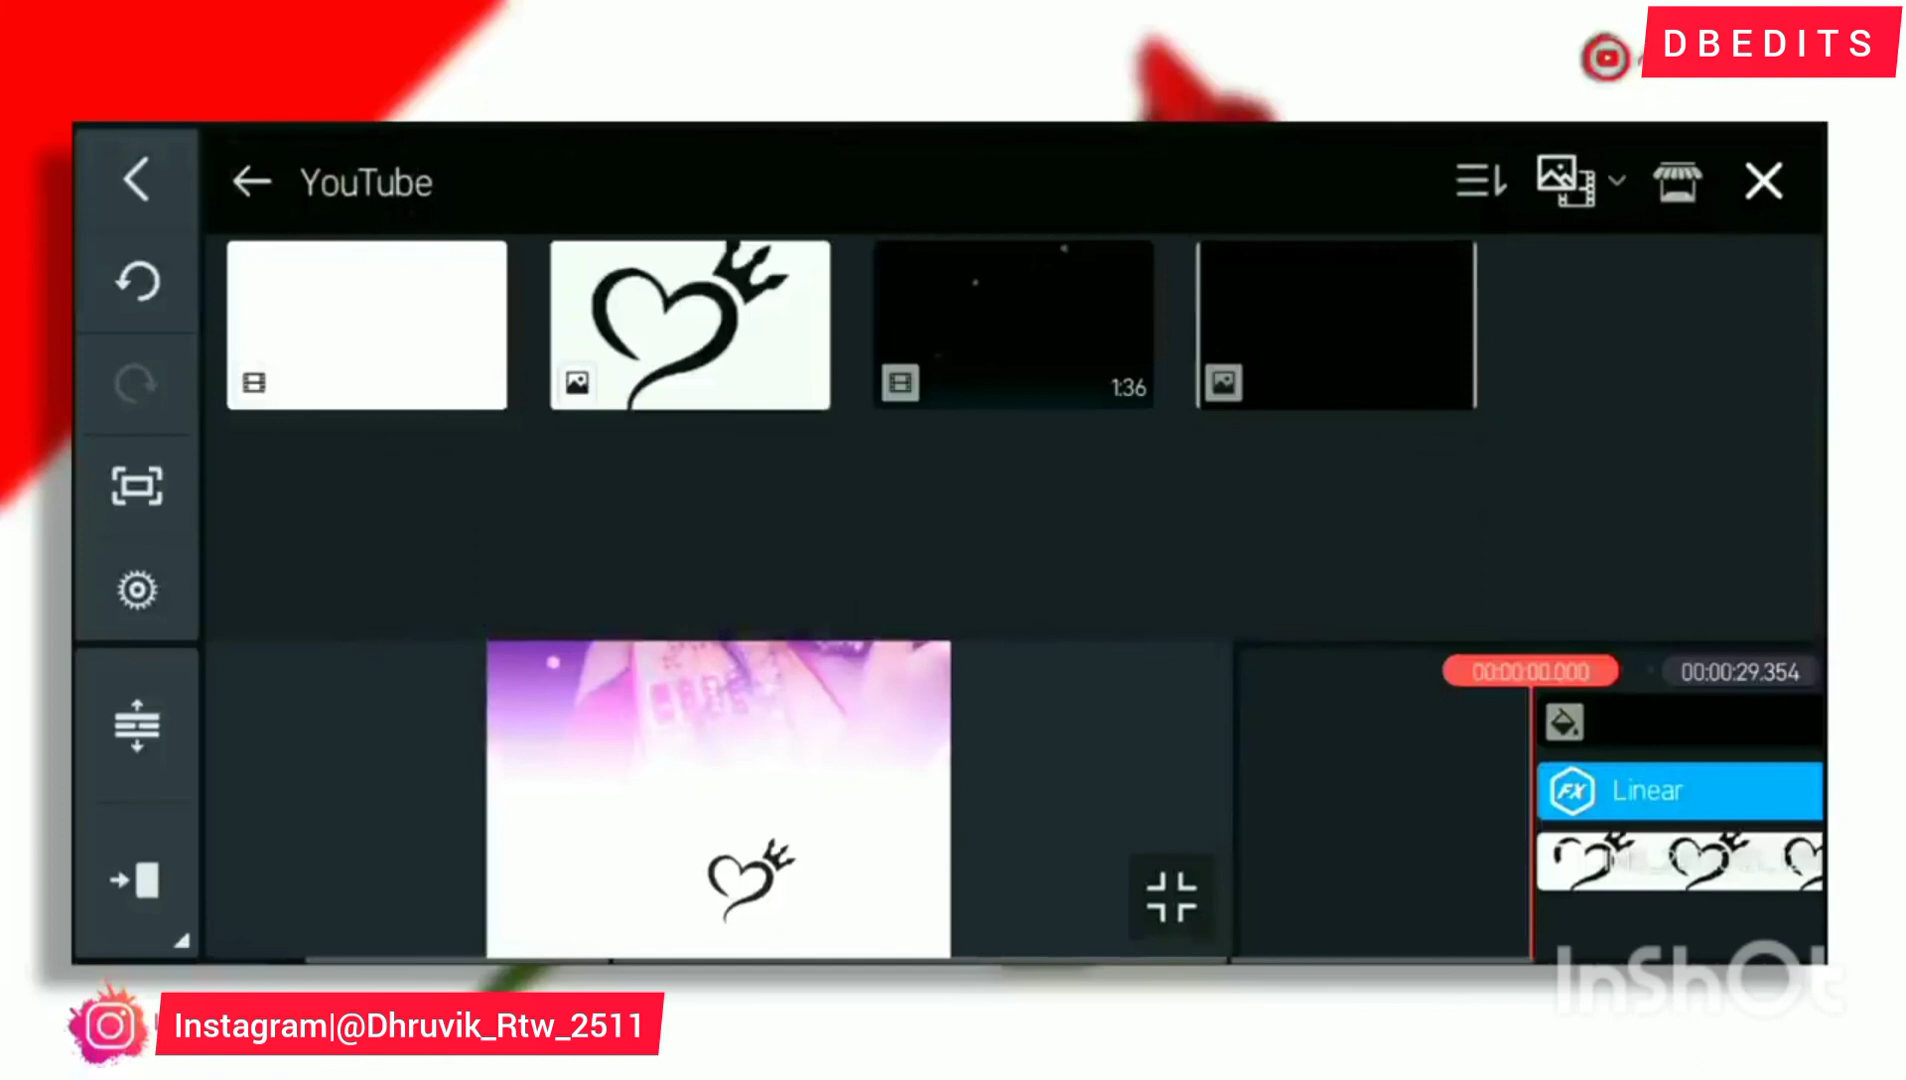 DBEDITS
YouTube
1:36
00:00:00.000
00:00:29.354
Linear
InShOt
Instagram|@Dhruvik_Rtw_2511